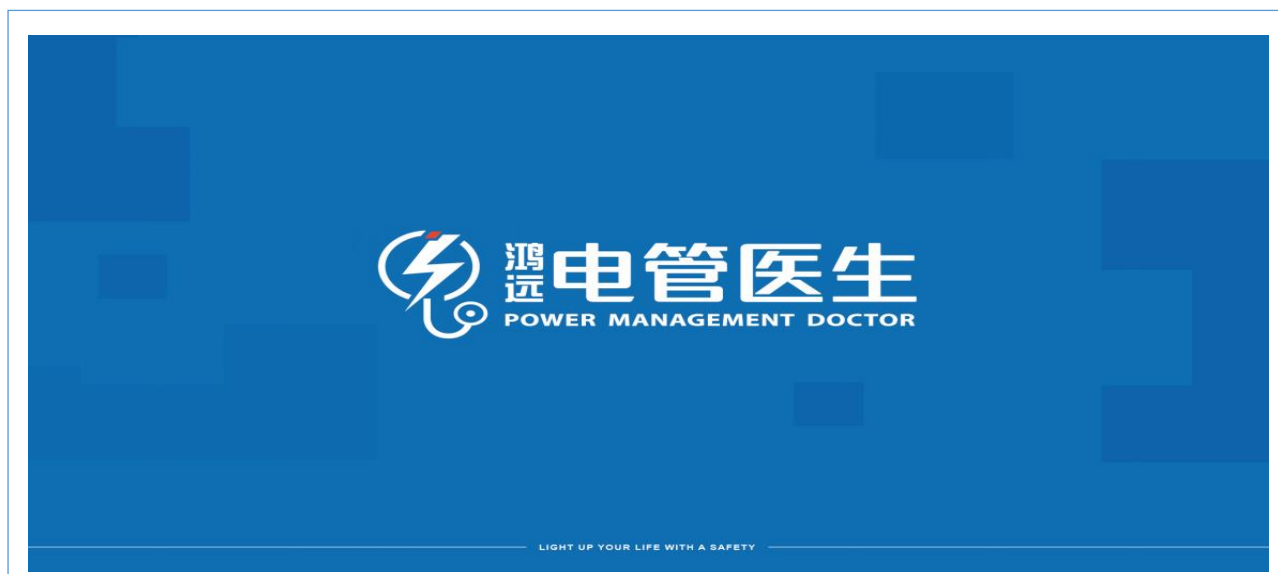 鸿远电管医生
POWER MANAGEMENT DOCTOR
LIGHT UP YOUR LIFE WITH A SAFETY